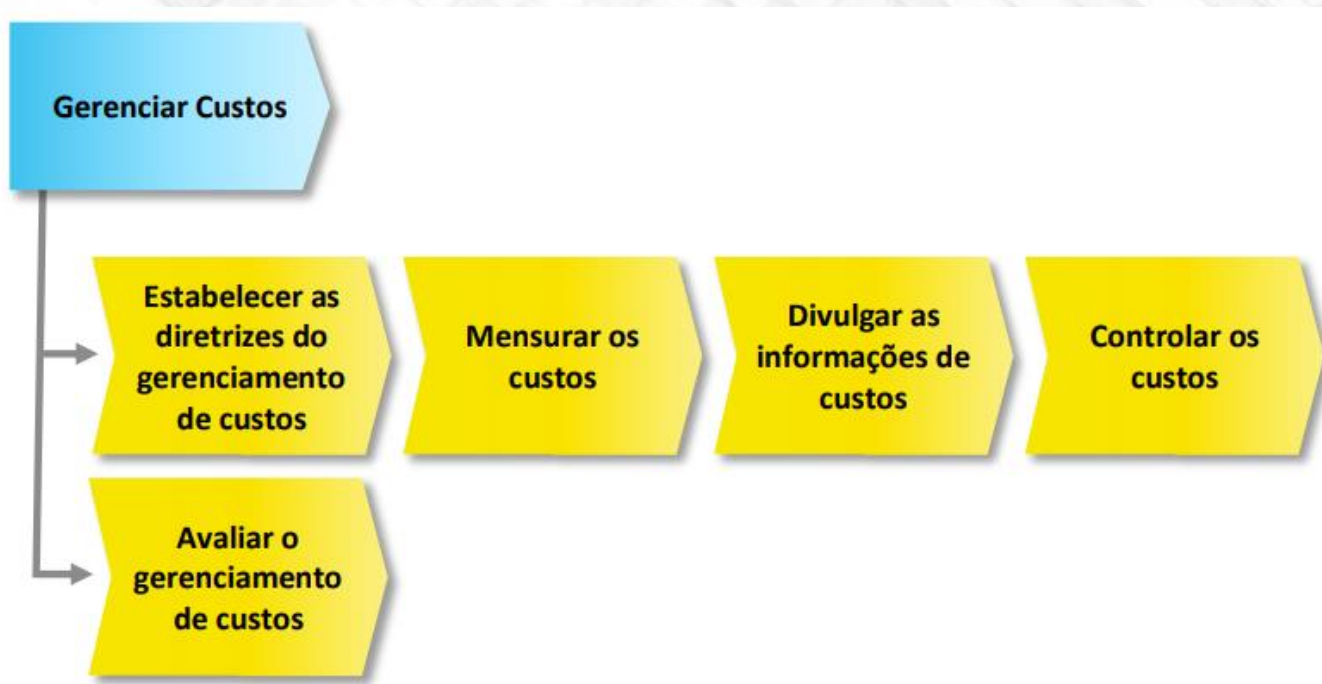 Gerenciar Custos
Estabelecer as
diretrizes do
gerenciamento
de custos
Mensurar os
custos
Divulgar as
informações de
custos
Controlar os
custos
Avaliar o
gerenciamento
de custos